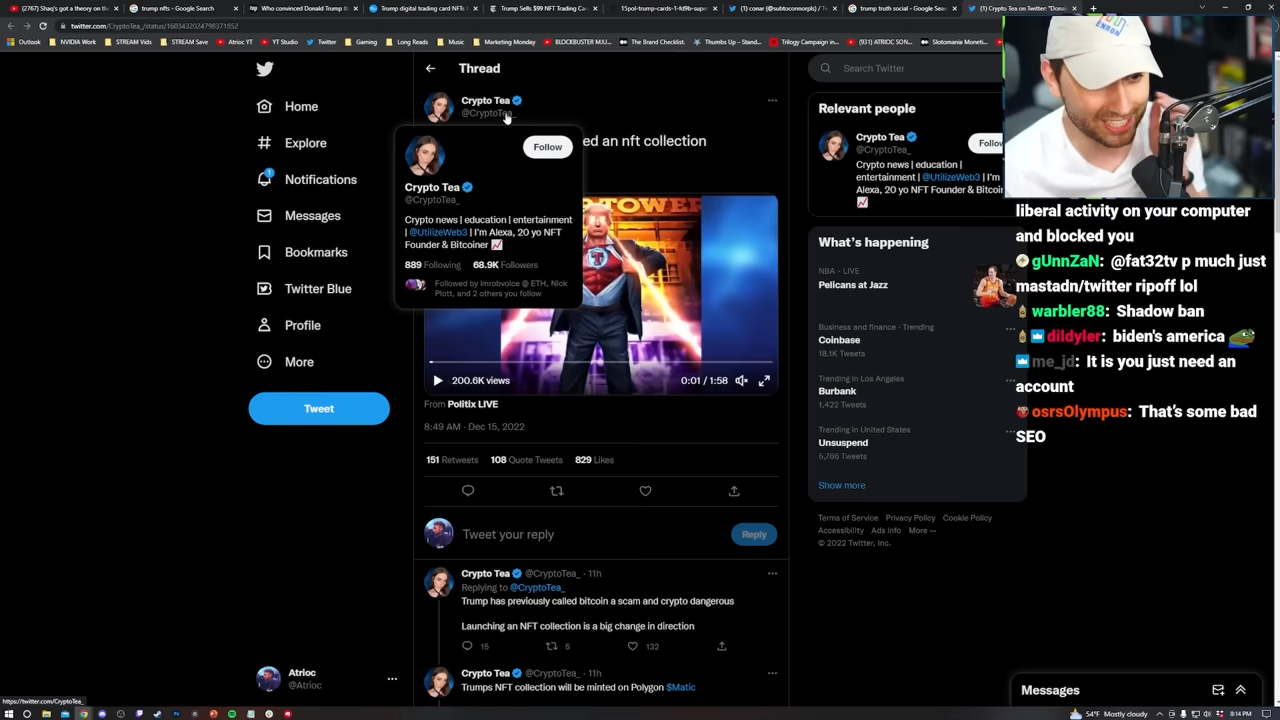 (2767) Shaq's got a theory on the
trump nfts - Google Search
Who convinced Donald Trump th
Trump digital trading card NFTs
Trump Sells $99 NFT Trading Ca
15pol-trump-cards-1-fd9b-super
(1) conar (@subtoconnorpls) / Tw
trump truth social - Google Sear
(1) Crypto Tea on Twitter: "Donal
twitter.com/CryptoTea_/status/1603432024798371852
Outlook
NVIDIA Work
STREAM Vids
STREAM Save
Atrioc YT
YT Studio
Twitter
Gaming
Long Reads
Music
Marketing Monday
BLOCKBUSTER M.U...
The Brand Checklist.
Thumbs Up – Stand...
Trilogy Campaign in...
(931) ATRIOC SON...
Slotomania Moneti...
Home
Explore
1
Notifications
Messages
Bookmarks
Twitter Blue
Profile
More
Tweet
Atrioc
@Atrioc
https://twitter.com/CryptoTea_
Thread
Crypto Tea
@CryptoTea_
ed an nft collection
Follow
Crypto Tea
@CryptoTea_
Crypto news | education | entertainment
| @UtilizeWeb3 | I'm Alexa, 20 yo NFT
Founder & Bitcoiner
889 Following 68.9K Followers
Followed by Imrobvoice @ ETH, Nick
Plott, and 2 others you follow
TOWER
T
200.6K views
0:01 / 1:58
From Politix LIVE
8:49 AM · Dec 15, 2022
151 Retweets 108 Quote Tweets 829 Likes
Tweet your reply
Reply
Crypto Tea @CryptoTea_ · 11h
Replying to @CryptoTea_
Trump has previously called bitcoin a scam and crypto dangerous
Launching an NFT collection is a big change in direction
15
6
132
Crypto Tea @CryptoTea_ · 11h
Trumps NFT collection will be minted on Polygon $Matic
Search Twitter
Relevant people
Crypto Tea
@CryptoTea_
Follow
Crypto news | education |
entertainment |
@UtilizeWeb3 | I'm
Alexa, 20 yo NFT
Founder & Bitcoiner
What's happening
NBA · LIVE
Pelicans at Jazz
Business and finance · Trending
Coinbase
18.1K Tweets
Trending in Los Angeles
Burbank
1,422 Tweets
Trending in United States
Unsuspend
5,766 Tweets
Show more
Terms of Service Privacy Policy Cookie Policy
Accessibility Ads info More ···
© 2022 Twitter, Inc.
ENRON
liberal activity on your computer
and blocked you
gUnnZaN: @fat32tv p much just
mastadn/twitter ripoff lol
warbler88: Shadow ban
dildyler: biden's america
me_jd: It is you just need an
account
osrsOlympus: That's some bad
SEO
Messages
54°F Mostly cloudy
8:14 PM